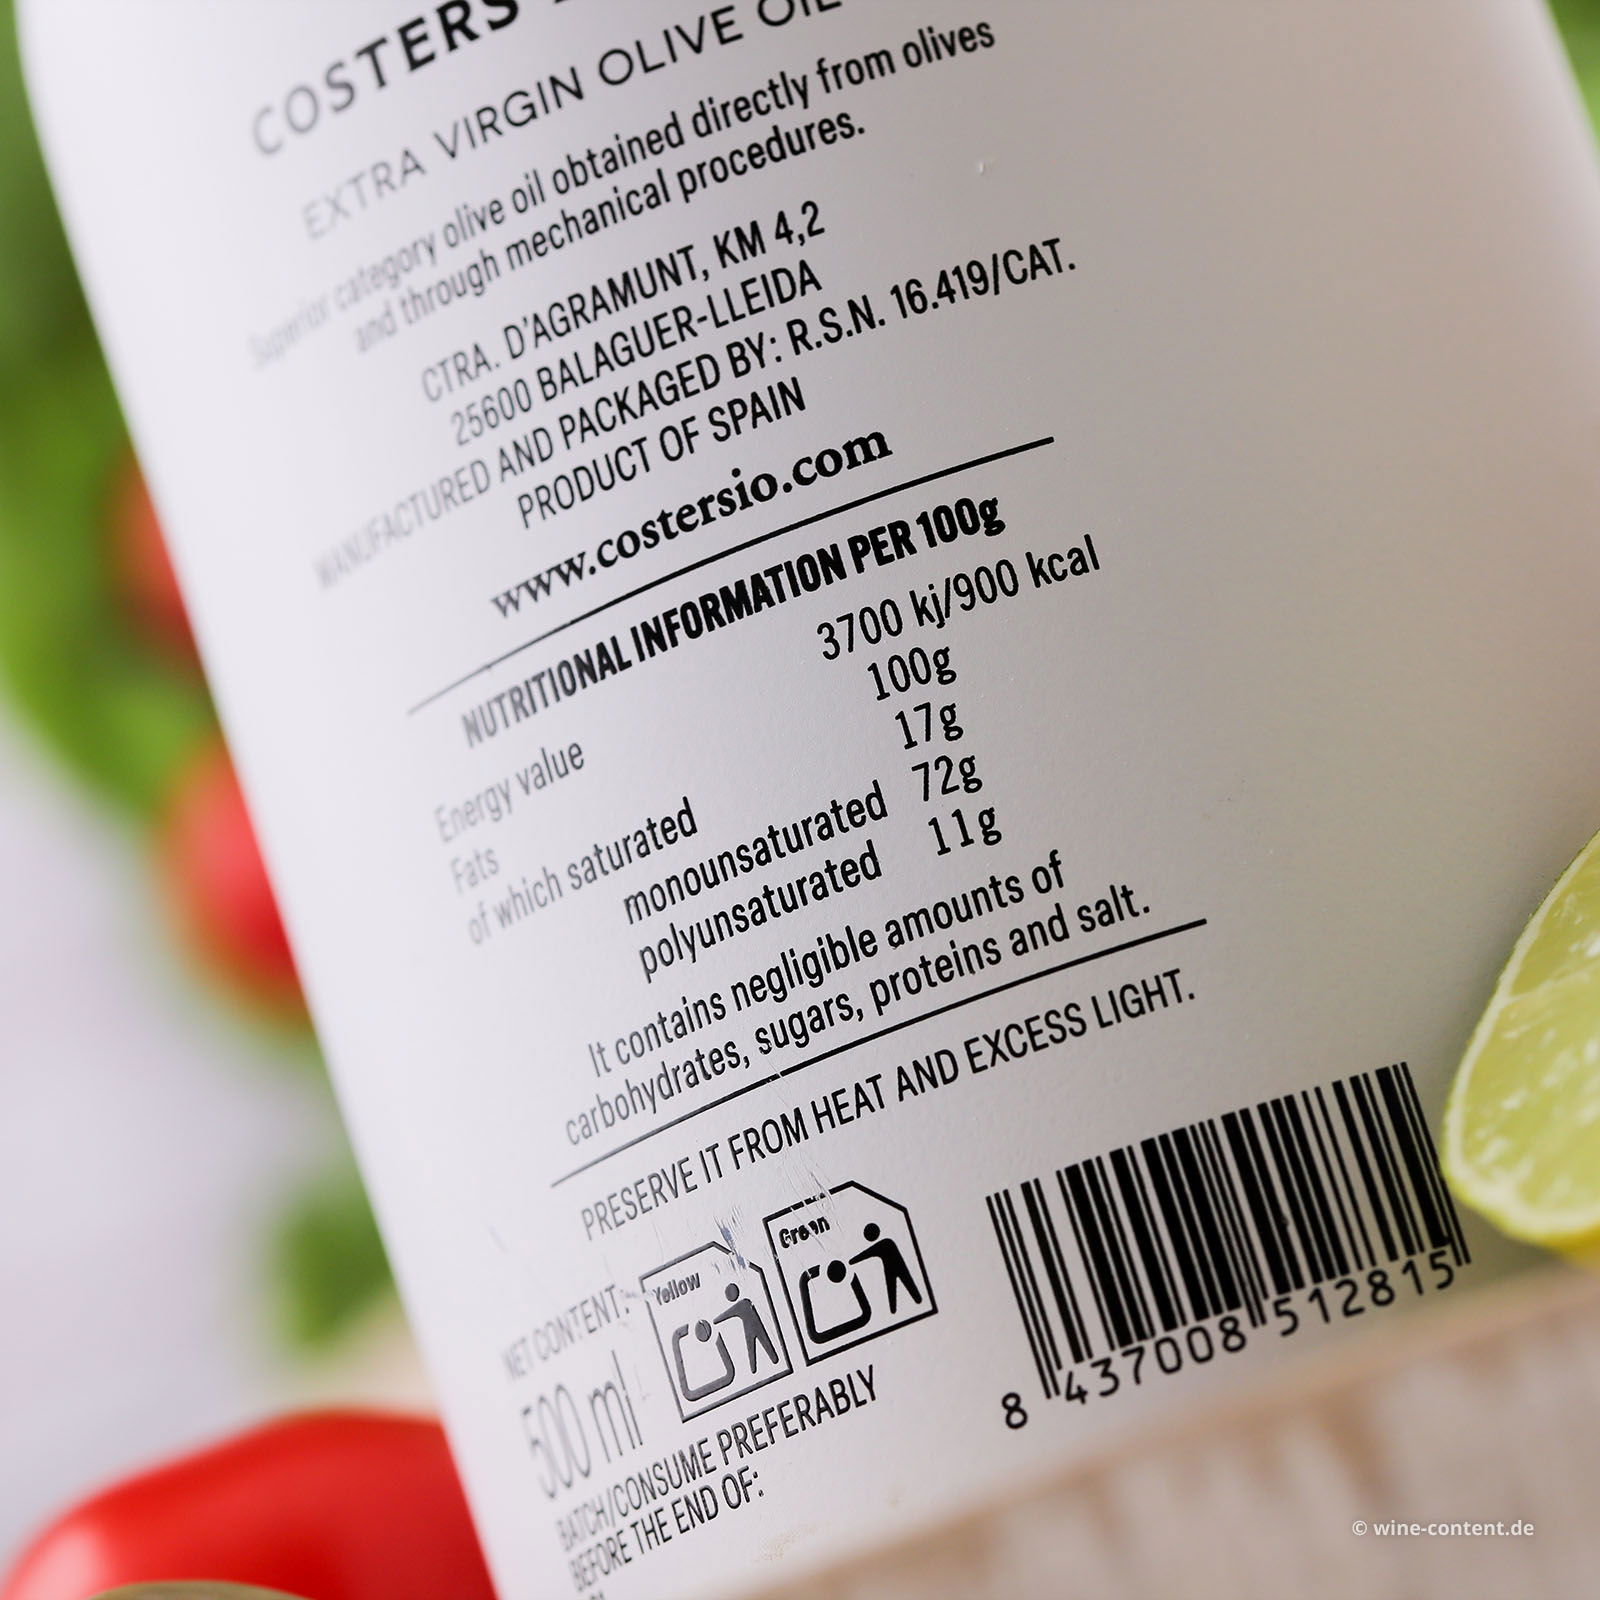 COSTERS
EXTRA VIRGIN OLIVE OIL
Superior category olive oil obtained directly from olives
and through mechanical procedures.
CTRA. D'AGRAMUNT, KM 4,2
25600 BALAGUER-LLEIDA
MANUFACTURED AND PACKAGED BY: R.S.N. 16.419/CAT.
PRODUCT OF SPAIN
www.costersio.com
NUTRITIONAL INFORMATION PER 100g
Energy value 3700 kj/900 kcal
Fats 100g
of which saturated 17g
monounsaturated 72g
polyunsaturated 11g
It contains negligible amounts of
carbohydrates, sugars, proteins and salt.
PRESERVE IT FROM HEAT AND EXCESS LIGHT.
NET CONTENT:
500 ml
Yellow
Green
BATCH/CONSUME PREFERABLY
BEFORE THE END OF:
8 437008 512815
© wine-content.de